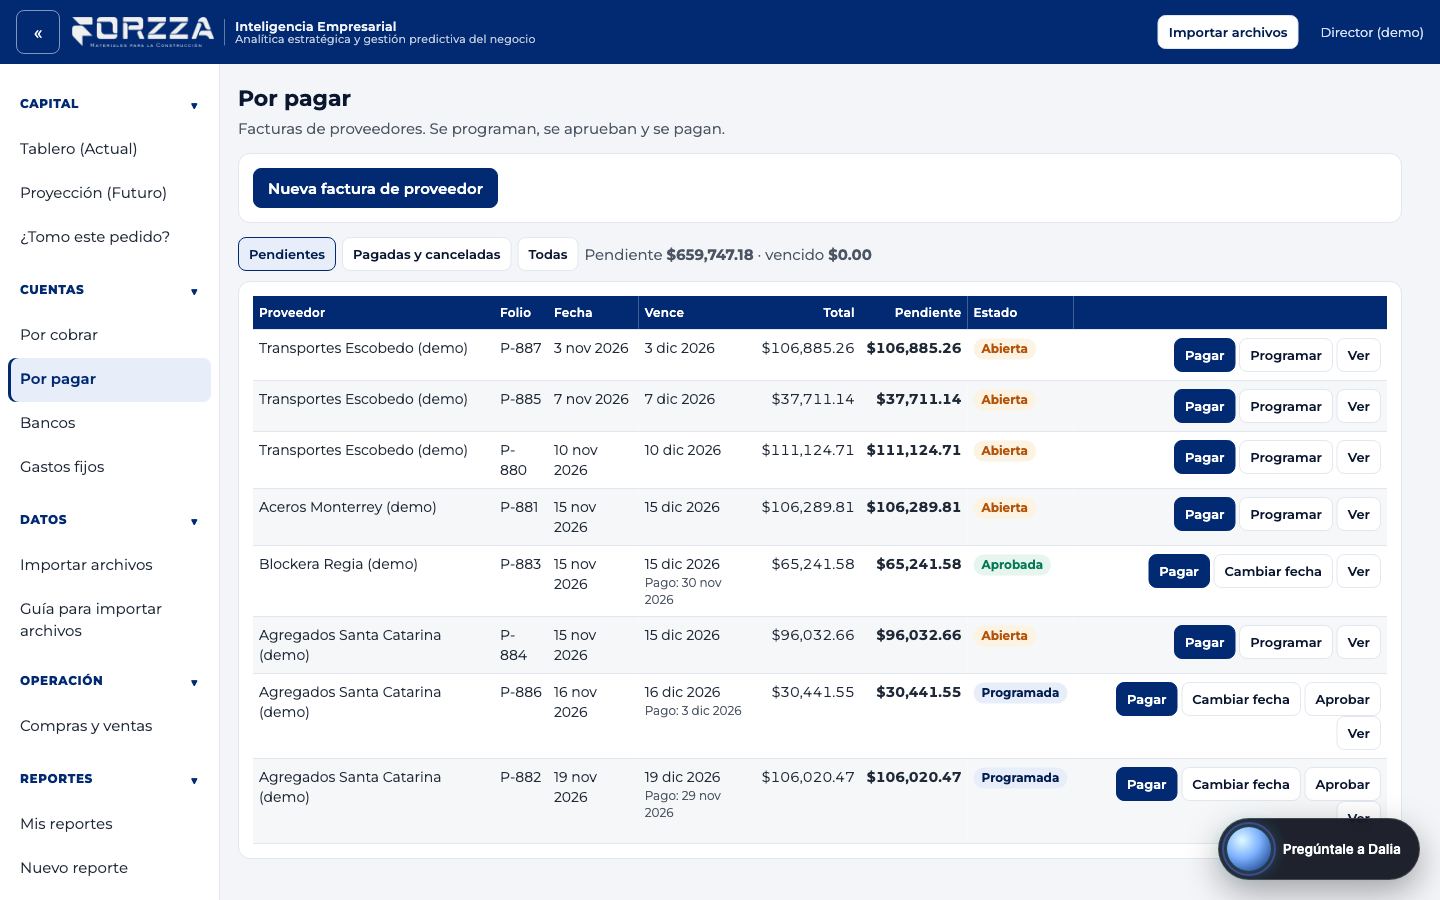 «
FORZZA
MATERIALES PARA LA CONSTRUCCIÓN
Inteligencia Empresarial
Analítica estratégica y gestión predictiva del negocio
Importar archivos
Director (demo)
CAPITAL ▼
Tablero (Actual)
Proyección (Futuro)
¿Tomo este pedido?
CUENTAS ▼
Por cobrar
Por pagar
Bancos
Gastos fijos
DATOS ▼
Importar archivos
Guía para importar
archivos
OPERACIÓN ▼
Compras y ventas
REPORTES ▼
Mis reportes
Nuevo reporte
Por pagar
Facturas de proveedores. Se programan, se aprueban y se pagan.
Nueva factura de proveedor
Pendientes Pagadas y canceladas Todas Pendiente $659,747.18 · vencido $0.00
Proveedor Folio Fecha Vence Total Pendiente Estado
Transportes Escobedo (demo) P-887 3 nov 2026 3 dic 2026 $106,885.26 $106,885.26 Abierta Pagar Programar Ver
Transportes Escobedo (demo) P-885 7 nov 2026 7 dic 2026 $37,711.14 $37,711.14 Abierta Pagar Programar Ver
Transportes Escobedo (demo) P- 10 nov 10 dic 2026 $111,124.71 $111,124.71 Abierta Pagar Programar Ver
880 2026
Aceros Monterrey (demo) P-881 15 nov 15 dic 2026 $106,289.81 $106,289.81 Abierta Pagar Programar Ver
2026
Blockera Regia (demo) P-883 15 nov 15 dic 2026 $65,241.58 $65,241.58 Aprobada Pagar Cambiar fecha Ver
2026 Pago: 30 nov
2026
Agregados Santa Catarina P- 15 nov 15 dic 2026 $96,032.66 $96,032.66 Abierta Pagar Programar Ver
(demo) 884 2026
Agregados Santa Catarina P-886 16 nov 16 dic 2026 $30,441.55 $30,441.55 Programada Pagar Cambiar fecha Aprobar
(demo) 2026 Pago: 3 dic 2026
Ver
Agregados Santa Catarina P-882 19 nov 19 dic 2026 $106,020.47 $106,020.47 Programada Pagar Cambiar fecha Aprobar
(demo) 2026 Pago: 29 nov
2026 Ver
Pregúntale a Dalia